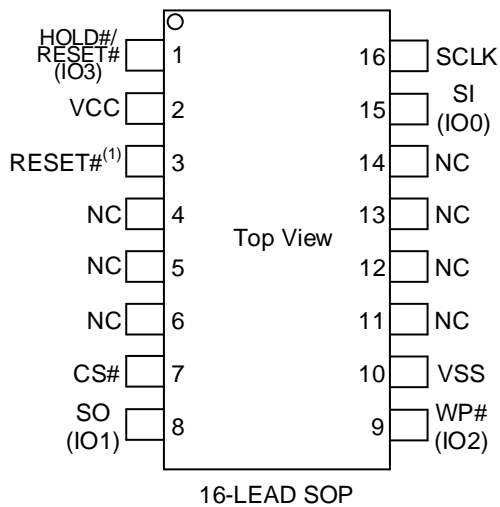 HOLD#/
RESET#
(IO3)
1
16
SCLK
VCC
2
15
SI
(IO0)
RESET#(1)
3
14
NC
NC
4
13
NC
Top View
NC
5
12
NC
NC
6
11
NC
CS#
7
10
VSS
SO
(IO1)
8
9
WP#
(IO2)
16-LEAD SOP